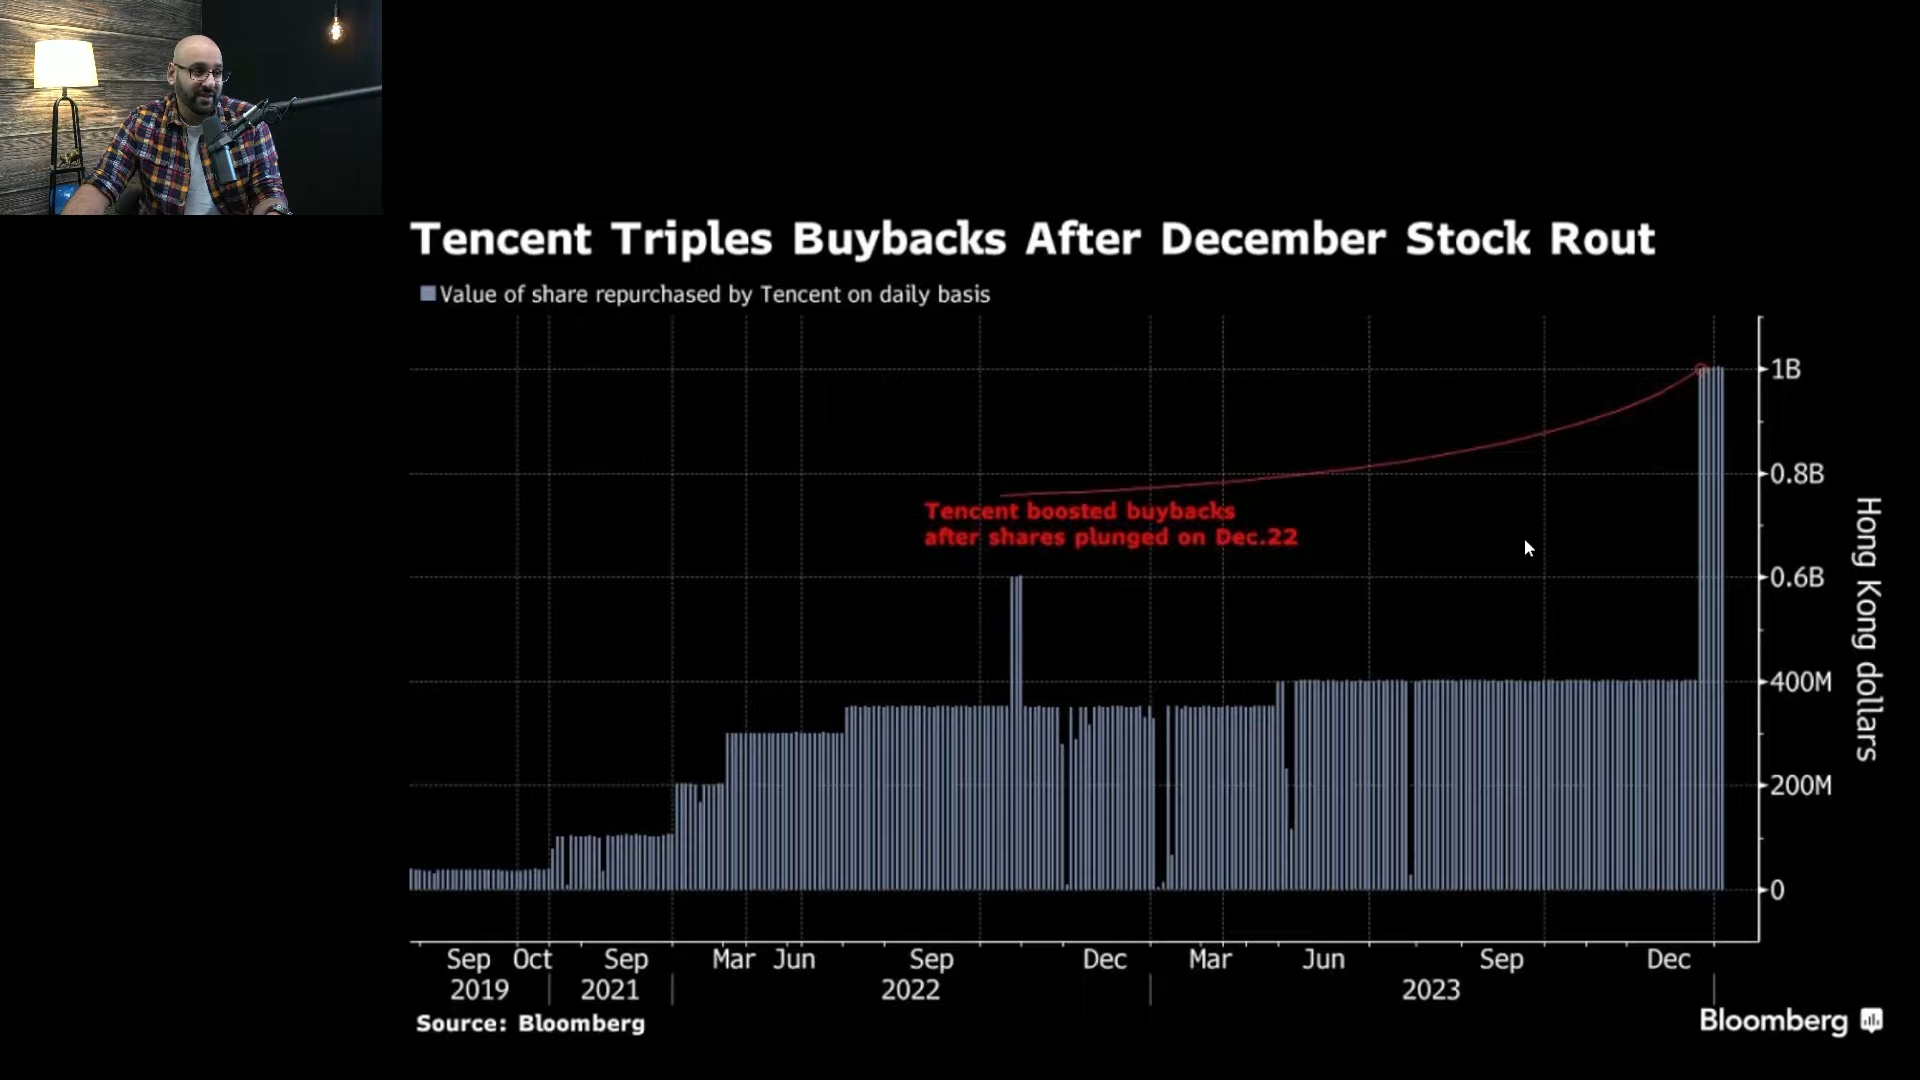 Tencent Triples Buybacks After December Stock Rout
Value of share repurchased by Tencent on daily basis
Tencent boosted buybacks
after shares plunged on Dec.22
1B
0.8B
0.6B
400M
200M
0
Hong Kong dollars
Sep Oct Sep Mar Jun Sep Dec Mar Jun Sep Dec
2019 2021 2022 2023
Source: Bloomberg
Bloomberg